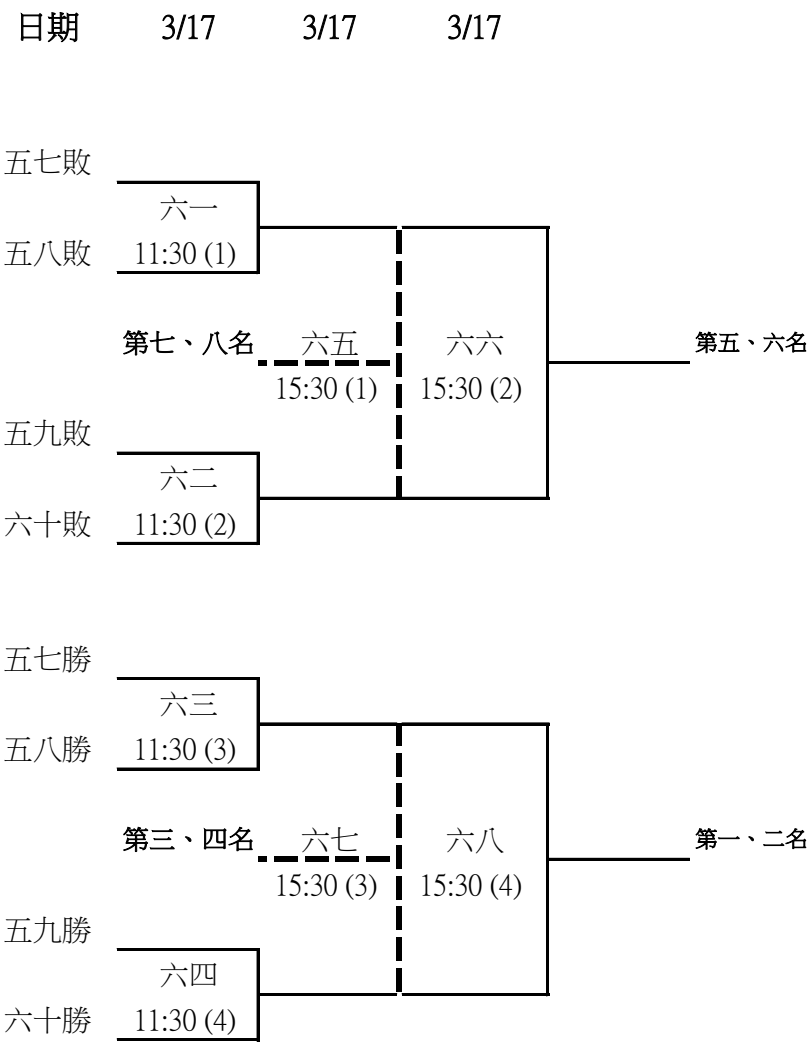 日期 3/17 3/17 3/17
五七敗
六一
五八敗 11:30 (1)
第七、八名 六五 六六 第五、六名
15:30 (1) 15:30 (2)
五九敗
六二
六十敗 11:30 (2)
五七勝
六三
五八勝 11:30 (3)
第三、四名 六七 六八 第一、二名
15:30 (3) 15:30 (4)
五九勝
六四
六十勝 11:30 (4)